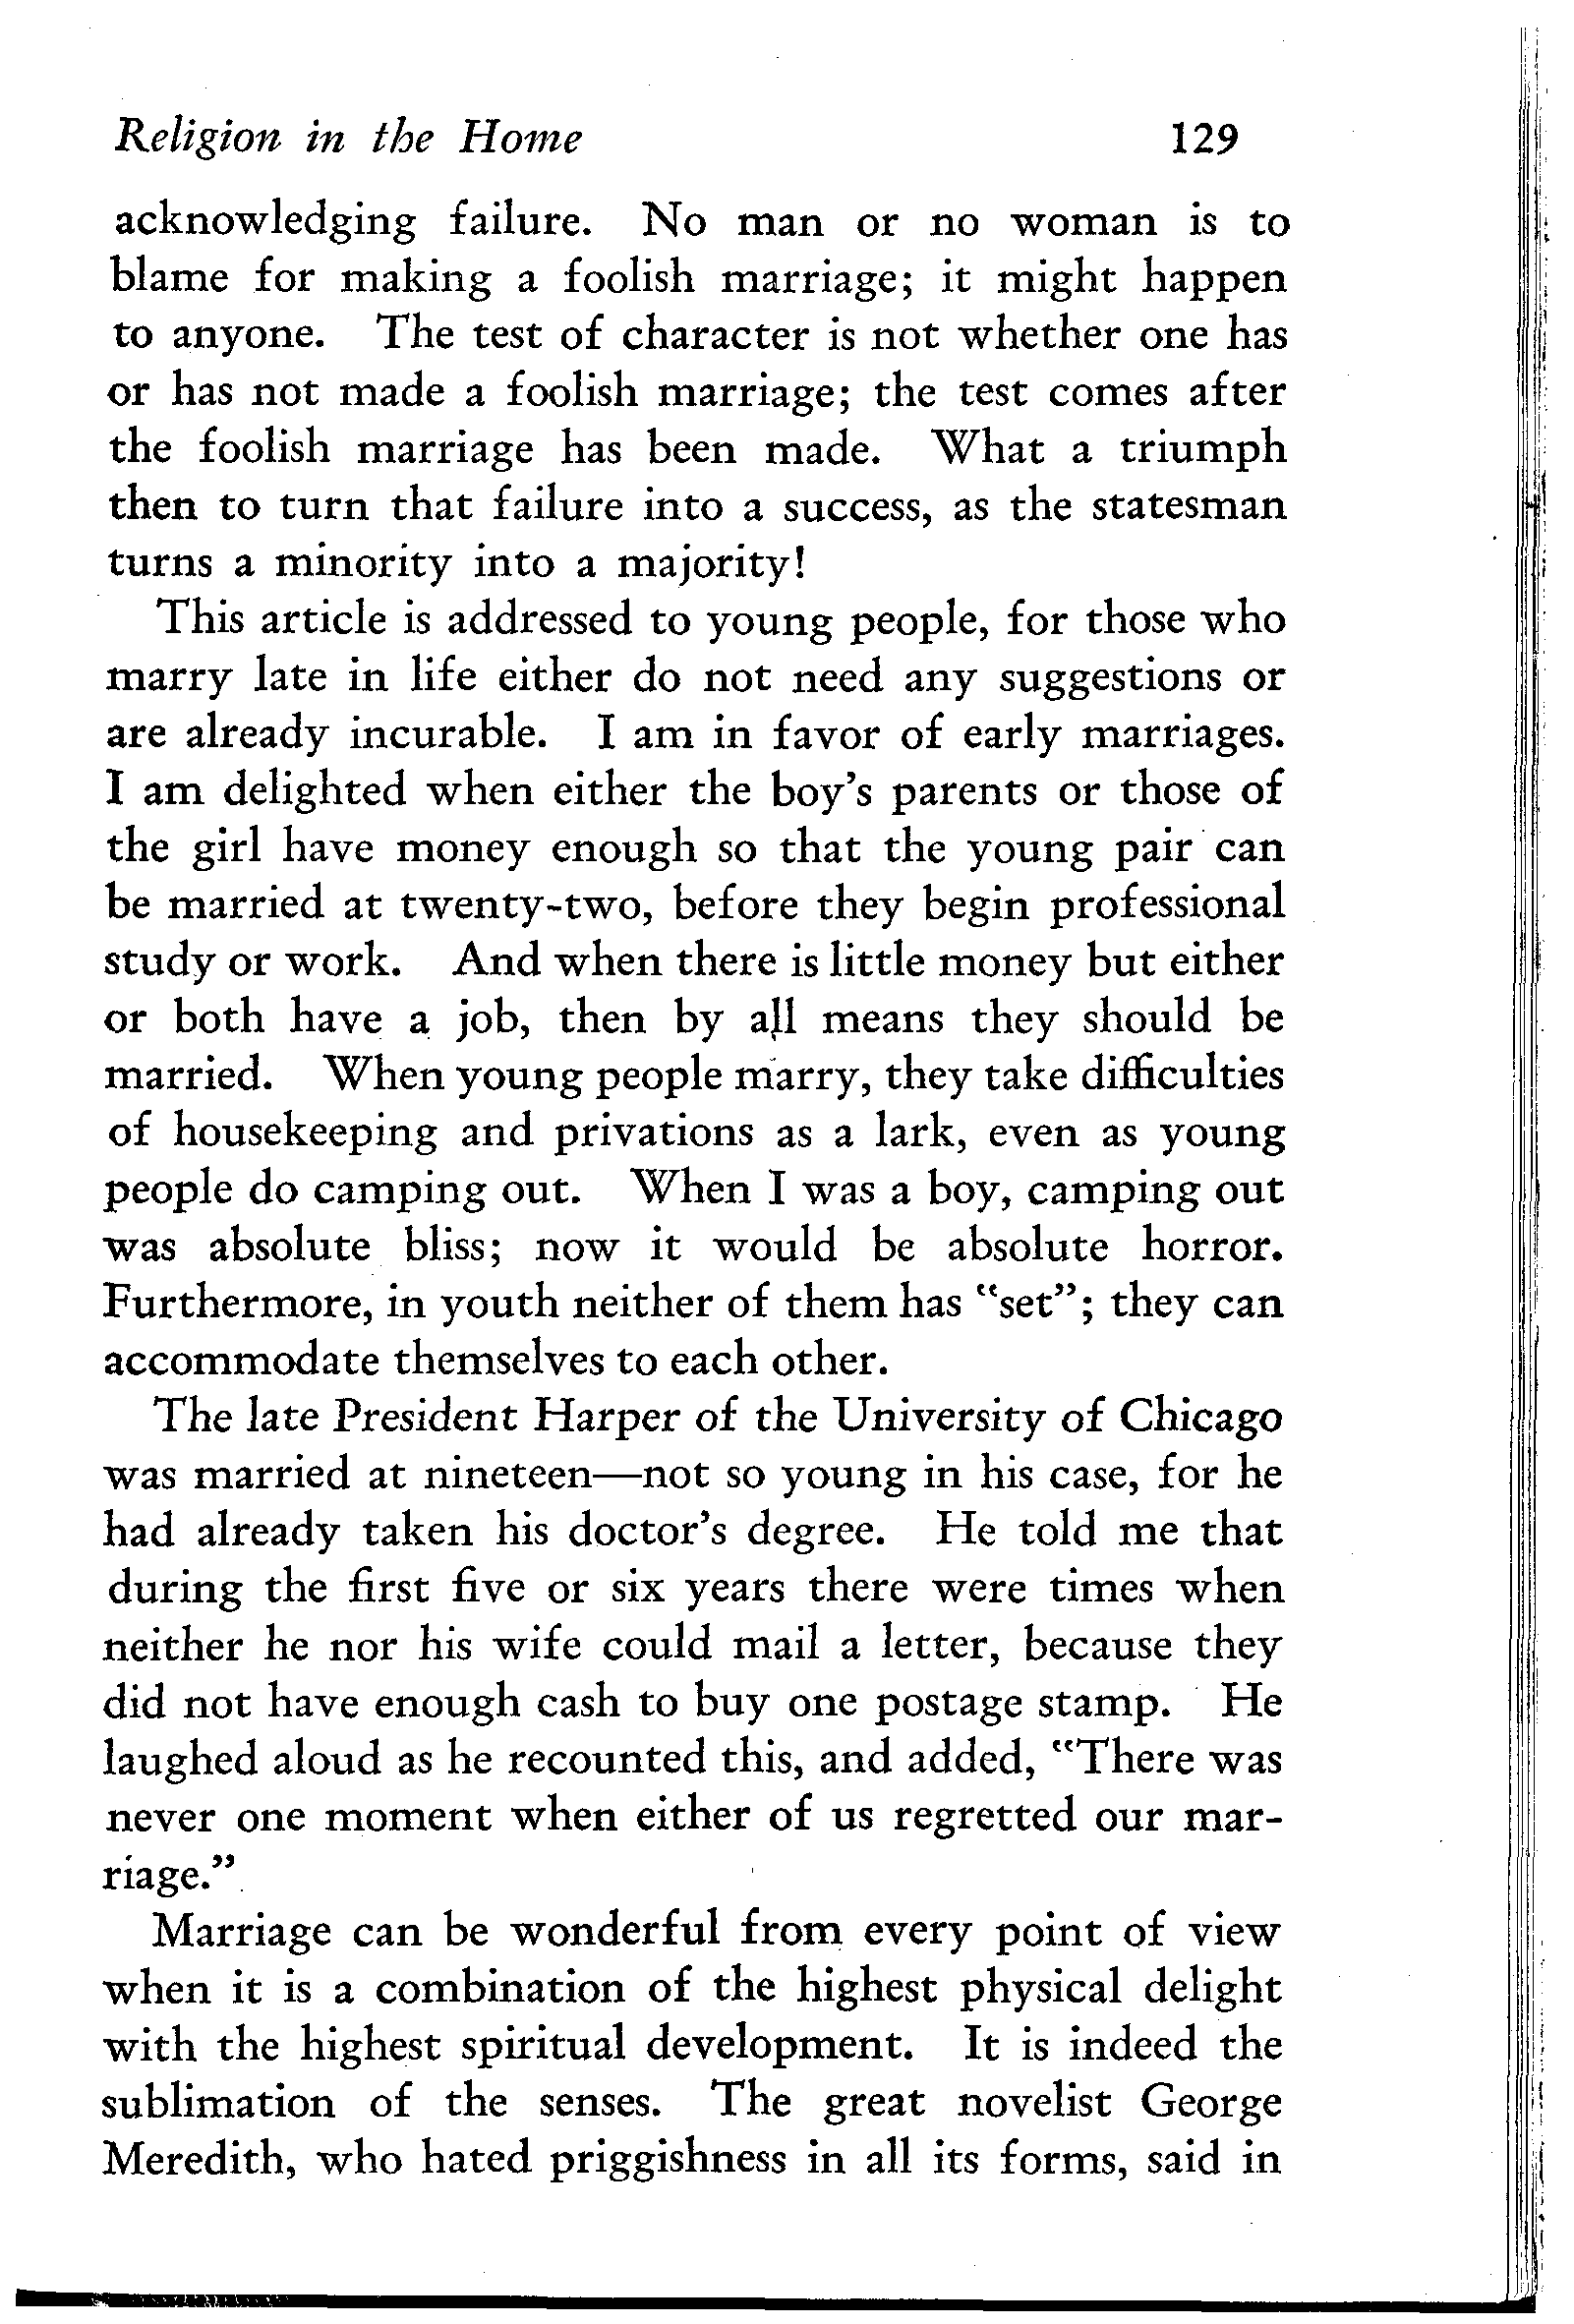 Religion in the Home 129
acknowledging failure. No man or no woman is to
blame for making a foolish marriage; it might happen
to anyone. The test of character is not whether one has
or has not made a foolish marriage; the test comes after
the foolish marriage has been made. What a triumph
then to turn that failure into a success, as the statesman
turns a minority into a majority!
This article is addressed to young people, for those who
marry late in life either do not need any suggestions or
are already incurable. I am in favor of early marriages.
I am delighted when either the boy's parents or those of
the girl have money enough so that the young pair can
be married at twenty-two, before they begin professional
study or work. And when there is little money but either
or both have a job, then by all means they should be
married. When young people marry, they take difficulties
of housekeeping and privations as a lark, even as young
people do camping out. When I was a boy, camping out
was absolute bliss; now it would be absolute horror.
Furthermore, in youth neither of them has "set"; they can
accommodate themselves to each other.
The late President Harper of the University of Chicago
was married at nineteen—not so young in his case, for he
had already taken his doctor's degree. He told me that
during the first five or six years there were times when
neither he nor his wife could mail a letter, because they
did not have enough cash to buy one postage stamp. He
laughed aloud as he recounted this, and added, "There was
never one moment when either of us regretted our mar-
riage."
Marriage can be wonderful from every point of view
when it is a combination of the highest physical delight
with the highest spiritual development. It is indeed the
sublimation of the senses. The great novelist George
Meredith, who hated priggishness in all its forms, said in